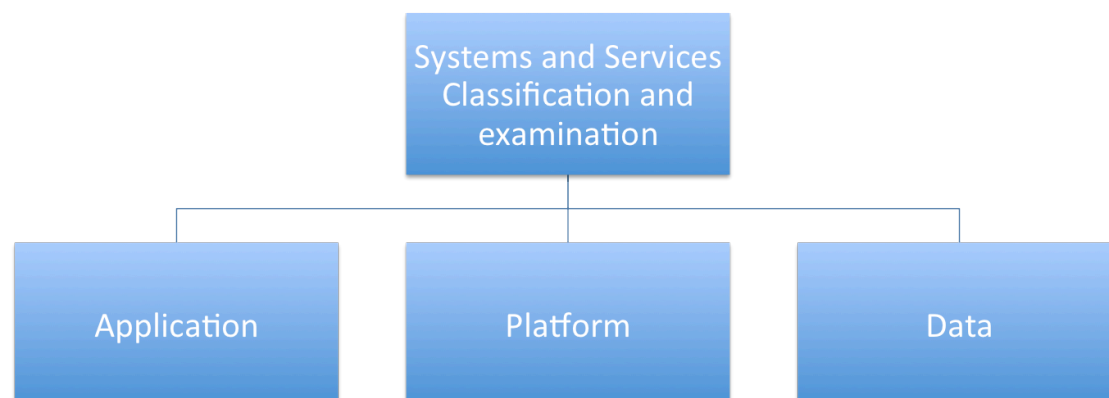 Systems and Services
Classification and
examination
Application
Platform
Data